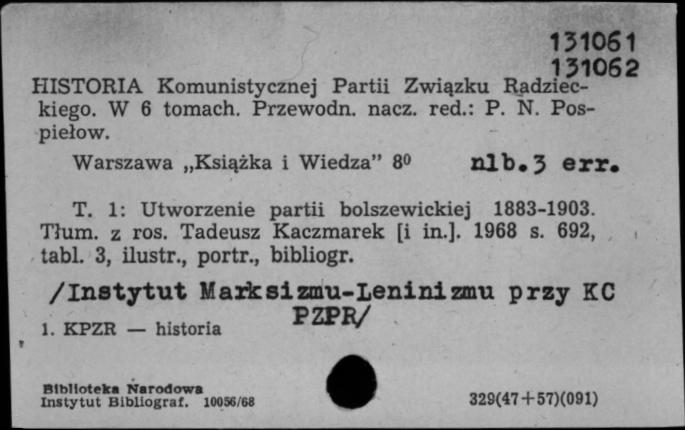 131061
131062
HISTORIA Komunistycznej Partii Związku Radziec-
kiego. W 6 tomach. Przewodn. nacz. red.: P. N. Pos-
piełow.
Warszawa „Książka i Wiedza” 8⁰ nlb.3 err.
T. 1: Utworzenie partii bolszewickiej 1883-1903.
Tłum. z ros. Tadeusz Kaczmarek [i in.]. 1968 s. 692,
tabl. 3, ilustr., portr., bibliogr.
/Instytut Marksizmu-Leninizmu przy KC
PZPR/
1. KPZR — historia
Biblioteka Narodowa
Instytut Bibliograf. 10056/68 329(47+57)(091)